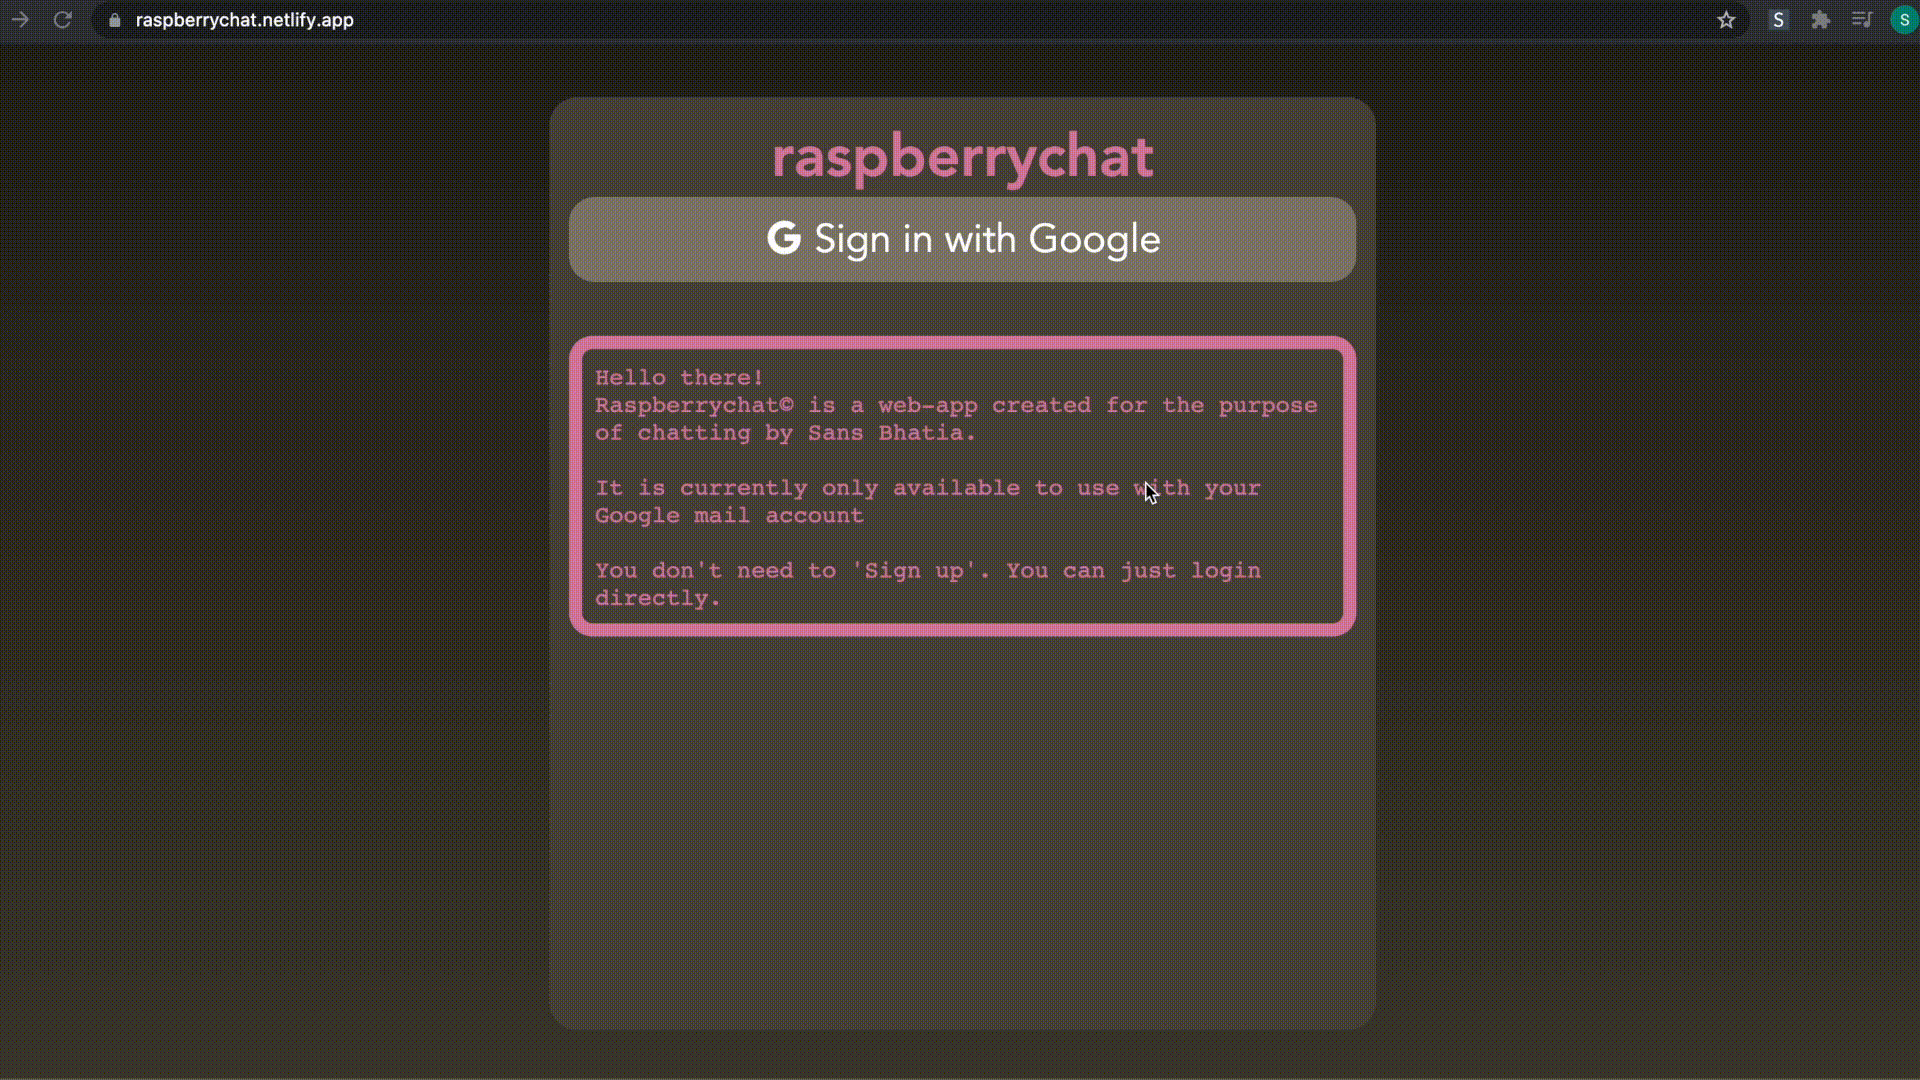 raspberrychat.netlify.app
S
S
raspberrychat
G Sign in with Google
Hello there!
Raspberrychat© is a web-app created for the purpose
of chatting by Sans Bhatia.
It is currently only available to use with your
Google mail account
You don't need to 'Sign up'. You can just login
directly.